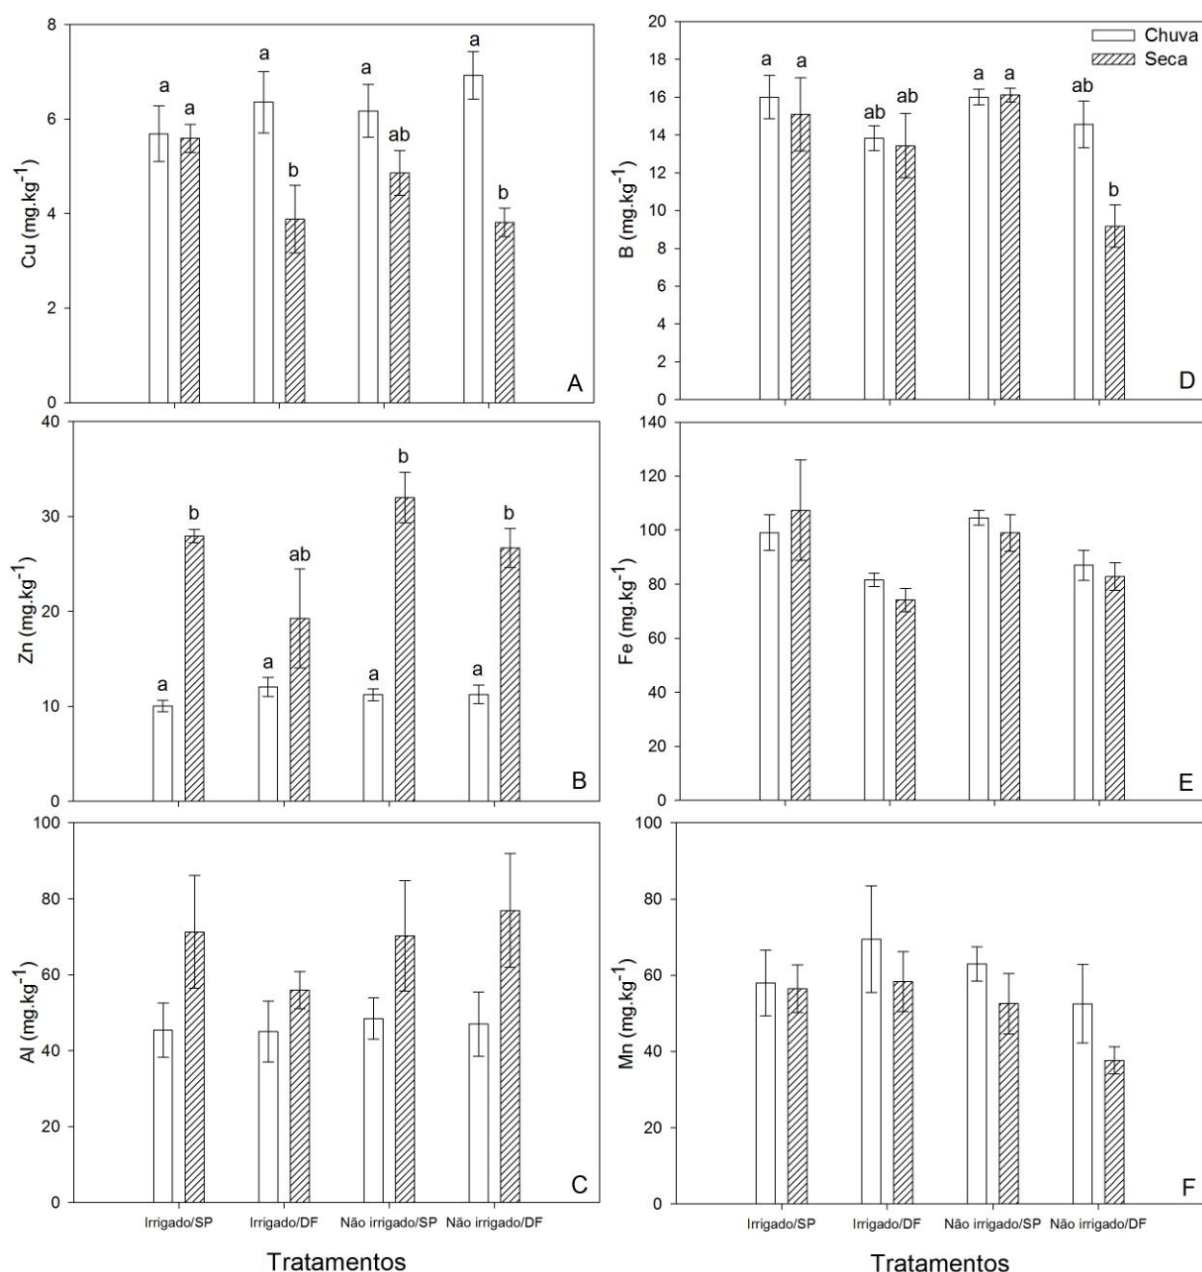 8
6
4
2
0
Cu (mg.kg⁻¹)
a
a
a
b
a
ab
a
b
A
20
18
16
14
12
10
8
6
4
2
0
B (mg.kg⁻¹)
Chuva
Seca
a
a
ab
ab
a
a
ab
b
D
40
30
20
10
0
Zn (mg.kg⁻¹)
a
b
a
ab
a
b
a
b
B
140
120
100
80
60
40
20
0
Fe (mg.kg⁻¹)
E
100
80
60
40
20
0
Al (mg.kg⁻¹)
C
Irrigado/SP
Irrigado/DF
Não irrigado/SP
Não irrigado/DF
Tratamentos
100
80
60
40
20
0
Mn (mg.kg⁻¹)
F
Irrigado/SP
Irrigado/DF
Não irrigado/SP
Não irrigado/DF
Tratamentos